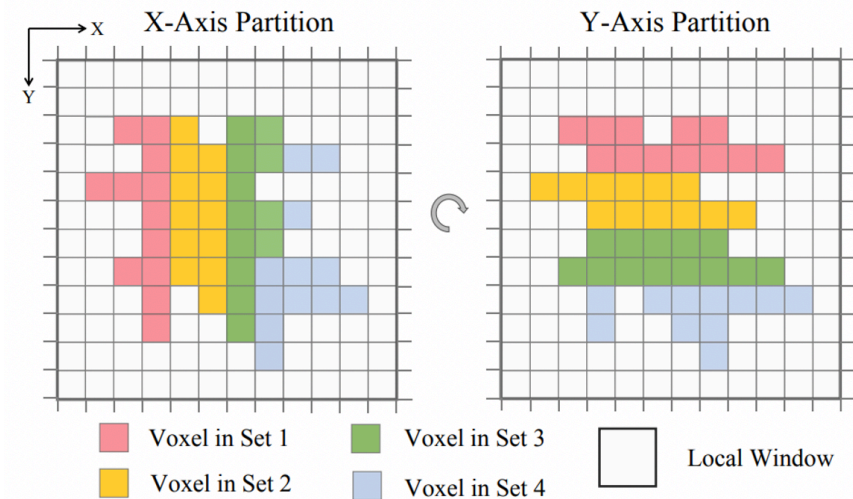 X-Axis Partition
Y-Axis Partition
X
Y
Voxel in Set 1
Voxel in Set 3
Local Window
Voxel in Set 2
Voxel in Set 4